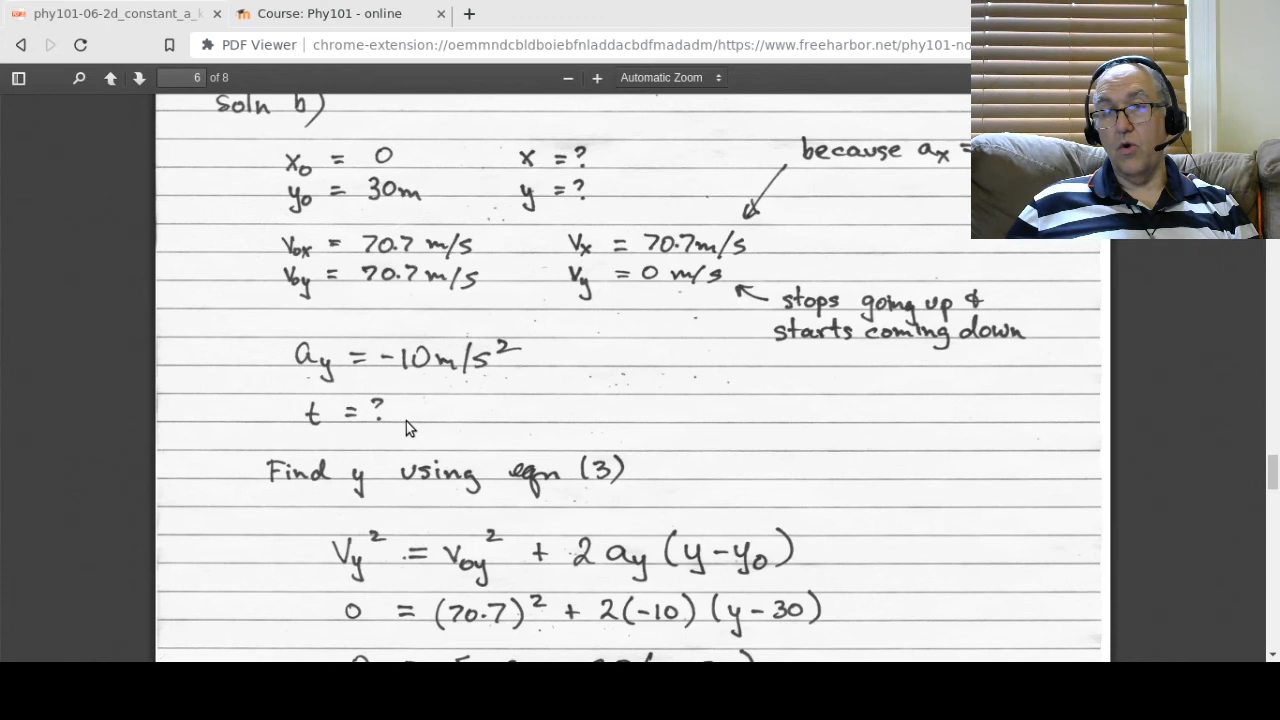 phy101-06-2d_constant_a_k
Course: Phy101 - online
PDF Viewer chrome-extension://oemmndcbldboiebfnladdacbdfmadadm/https://www.freeharbor.net/phy101-no
6 of 8 Automatic Zoom
Soln b)
x₀ = 0 x = ?
because aₓ =
y₀ = 30m y = ?
v₀ₓ = 70.7 m/s vₓ = 70.7m/s
v₀y = 70.7 m/s vy = 0 m/s
stops going up &
starts coming down
ay = -10m/s²
t = ?
Find y using eqn (3)
Vy² = v₀y² + 2 ay (y-y₀)
0 = (70.7)² + 2(-10) (y-30)